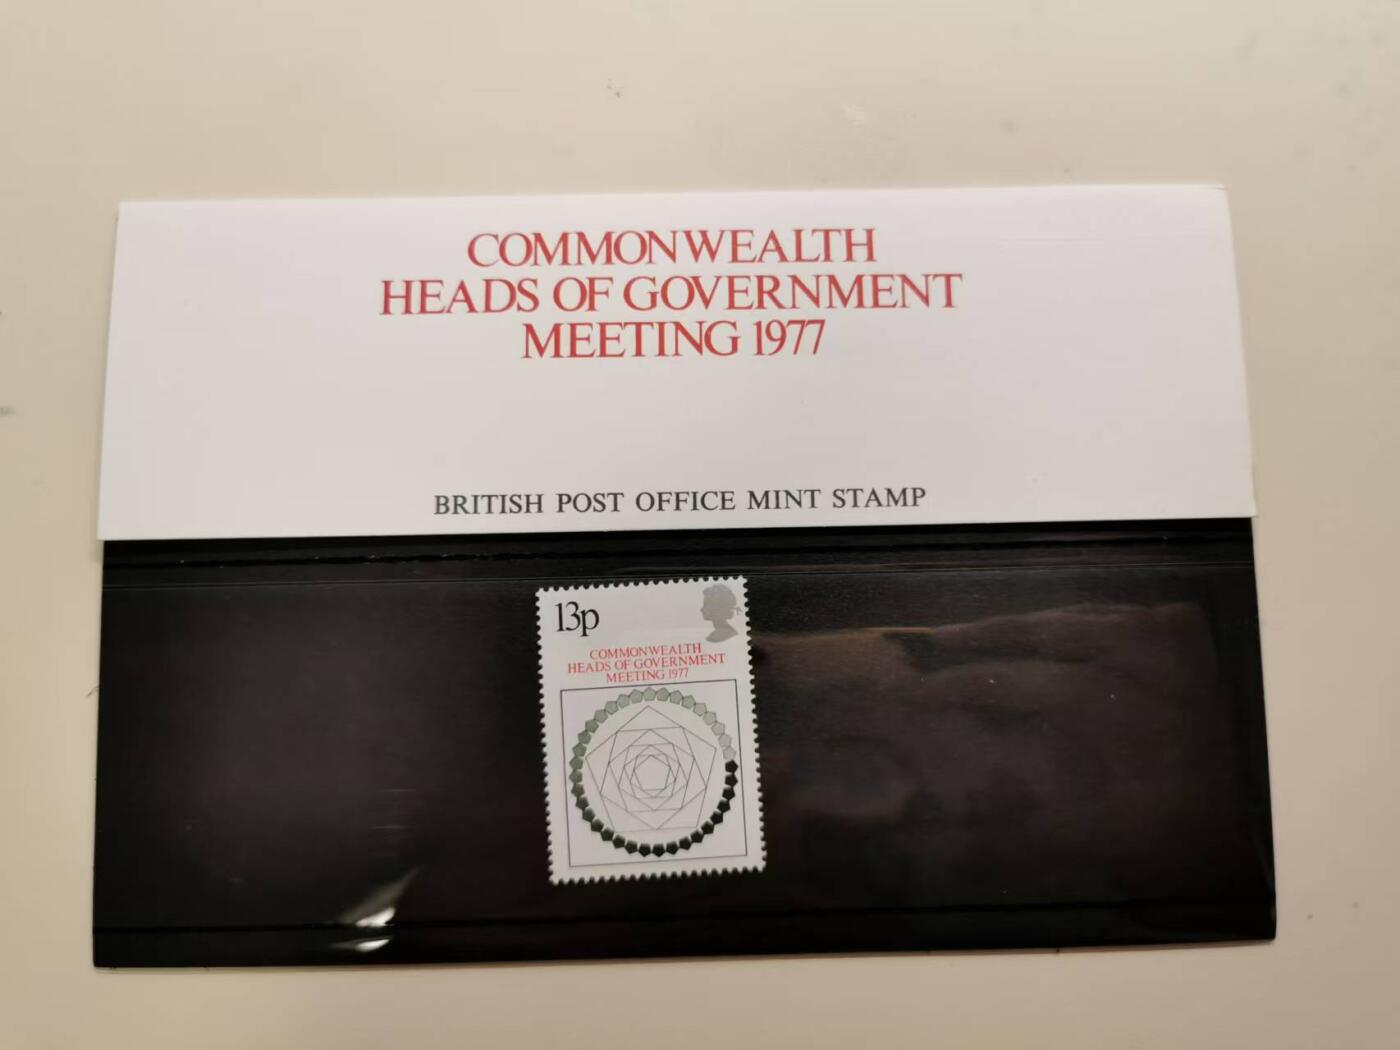 COMMONWEALTH
HEADS OF GOVERNMENT
MEETING 1977
BRITISH POST OFFICE MINT STAMP
13p
COMMONWEALTH
HEADS OF GOVERNMENT
MEETING 1977